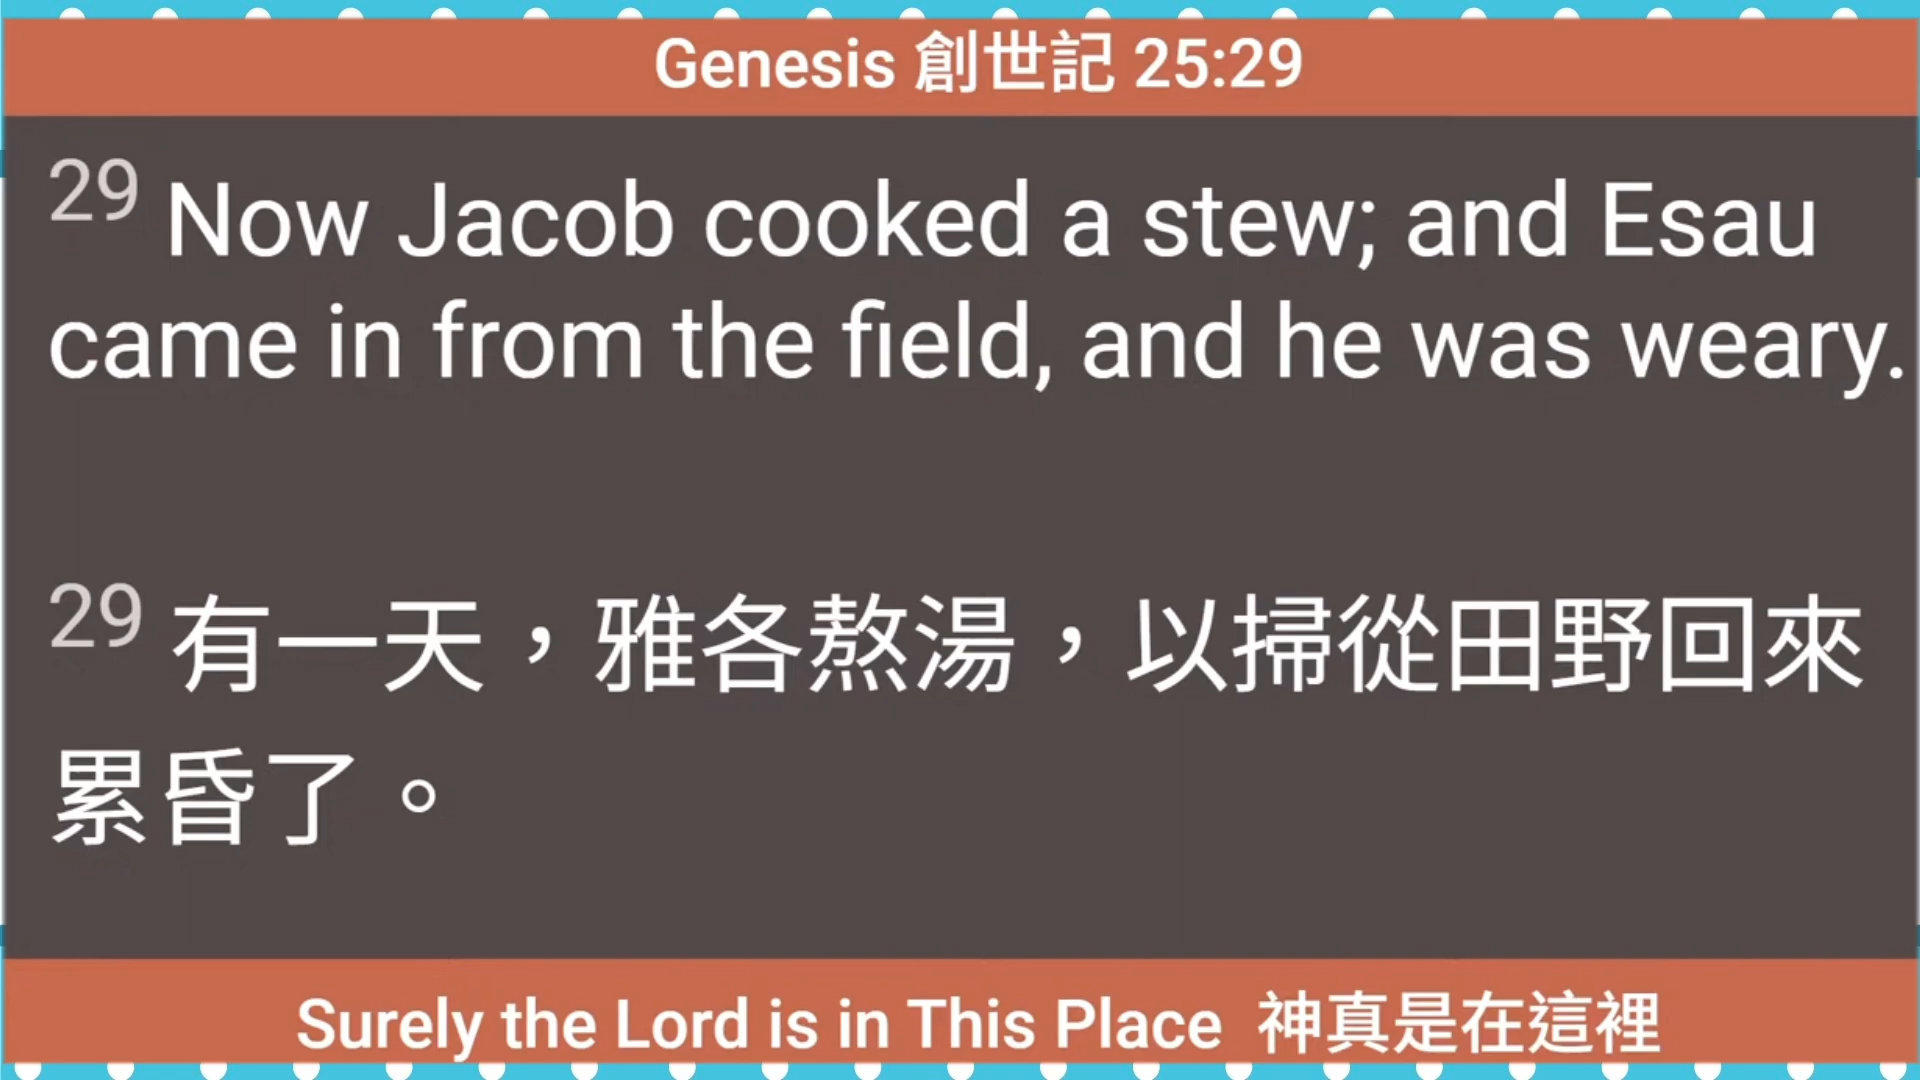 Genesis 創世記 25:29
29 Now Jacob cooked a stew; and Esau
came in from the field, and he was weary.
29 有一天，雅各熬湯，以掃從田野回來
累昏了。
Surely the Lord is in This Place 神真是在這裡